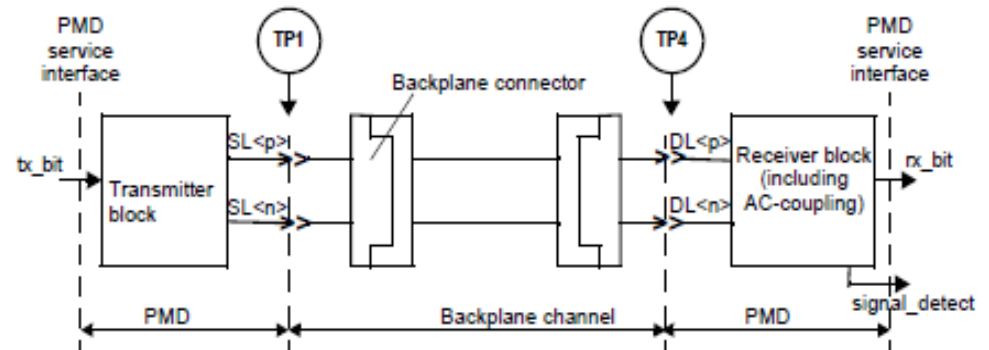 PMD
service
interface
TP1
TP4
PMD
service
interface
Backplane connector
tx_bit
Transmitter
block
SL<p>
SL<n>
DL<p>
DL<n>
Receiver block
(including
AC-coupling)
rx_bit
signal_detect
PMD
Backplane channel
PMD